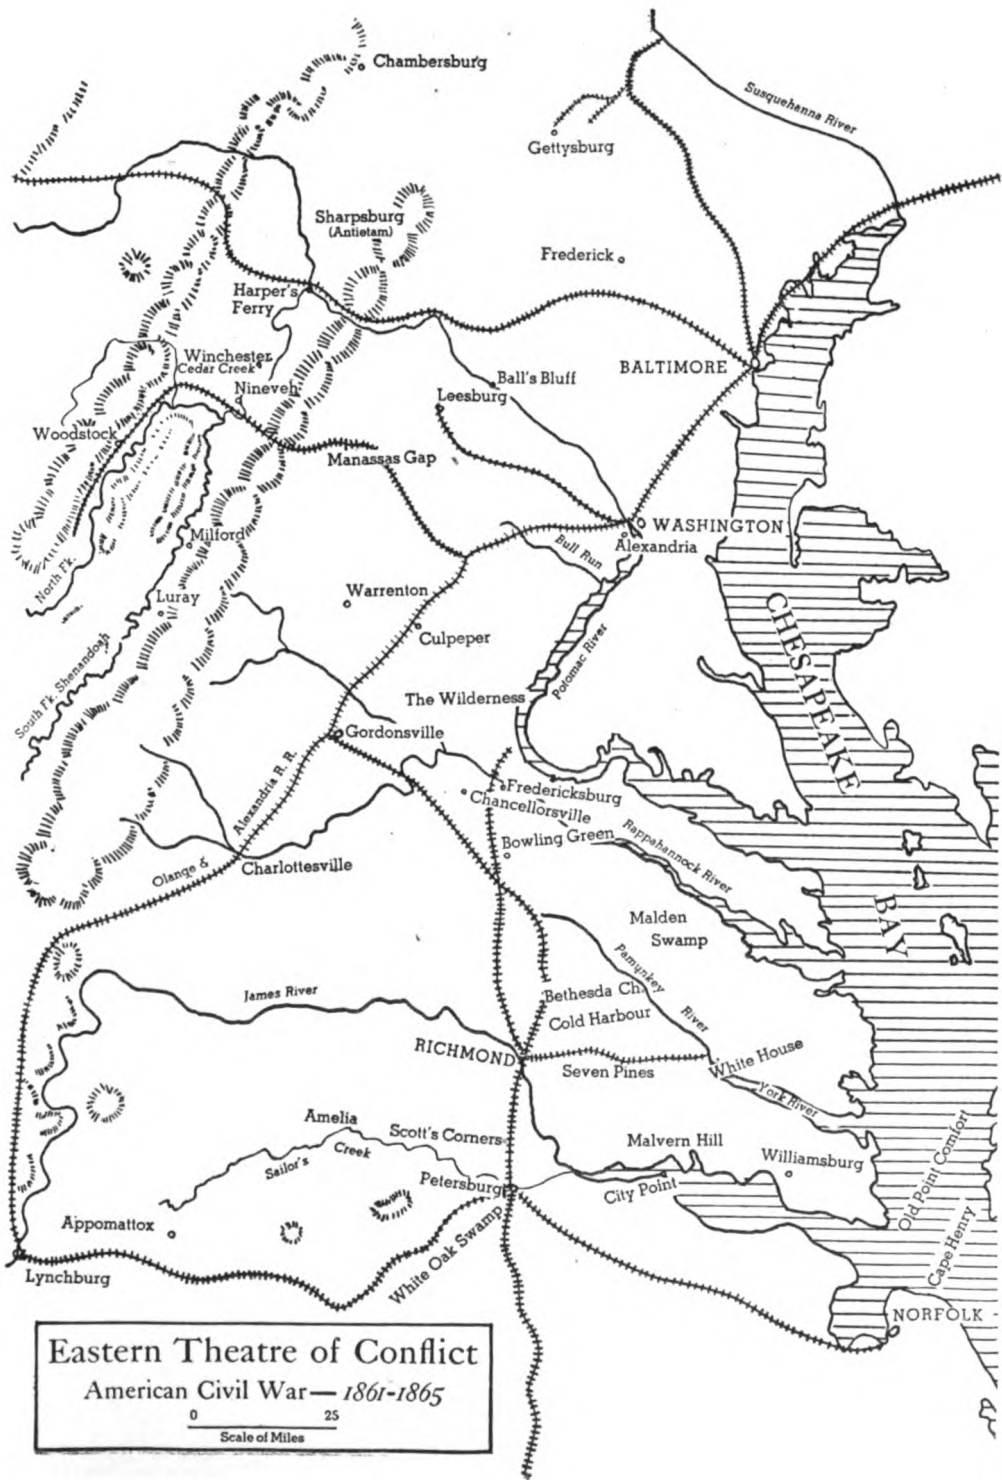 Chambersburg
Susquehanna River
Gettysburg
Sharpsburg
(Antietam)
Frederick
Harper's
Ferry
Winchester
Cedar Creek
BALTIMORE
Nineveh
Ball's Bluff
Leesburg
Woodstock
Manassas Gap
WASHINGTON
Milford
Alexandria
Bull Run
North Fk.
Luray
Warrenton
Culpeper
CHESAPEAKE
BAY
South Fk. Shenandoah
Potomac River
The Wilderness
Gordonsville
Fredericksburg
Chancellorsville
Bowling Green
Rappahannock River
Olange & Alexandria R. R.
Charlottesville
Malden
Swamp
Pamunkey River
James River
Bethesda Ch.
Cold Harbour
RICHMOND
Seven Pines
White House
York River
Amelia
Scott's Corners
Sailor's Creek
Malvern Hill
Williamsburg
Petersburg
City Point
Old Point Comfort
Cape Henry
Appomattox
White Oak Swamp
Lynchburg
NORFOLK
Eastern Theatre of Conflict
American Civil War—1861-1865
0 25
Scale of Miles